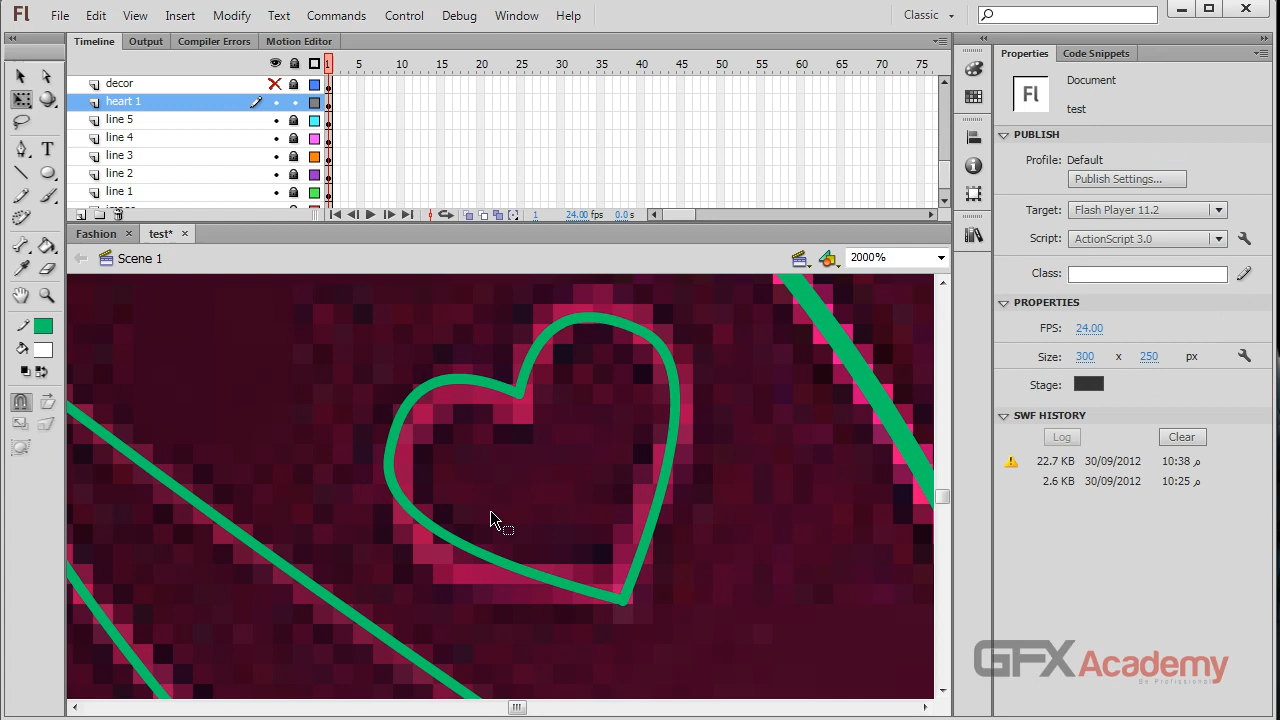 Fl File Edit View Insert Modify Text Commands Control Debug Window Help Classic
Timeline Output Compiler Errors Motion Editor
1 5 10 15 20 25 30 35 40 45 50 55 60 65 70 75
decor
heart 1
line 5
line 4
line 3
line 2
line 1
1 24.00 fps 0.0 s
Fashion × test* ×
Scene 1 2000%
T
Properties Code Snippets
Fl
Document
test
PUBLISH
Profile: Default
Publish Settings...
Target: Flash Player 11.2
Script: ActionScript 3.0
Class:
PROPERTIES
FPS: 24.00
Size: 300 x 250 px
Stage:
SWF HISTORY
Log Clear
22.7 KB 30/09/2012 10:38 م
2.6 KB 30/09/2012 10:25 م
GFX Academy
Be Profissional